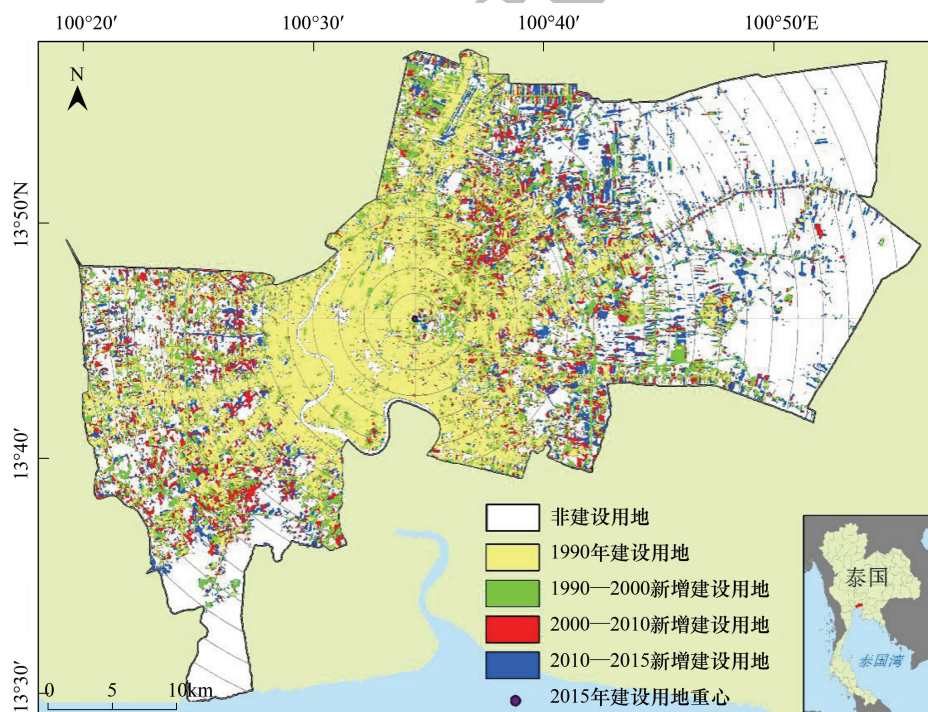 100°20′ 100°30′ 100°40′ 100°50′E
N
13°50′N
13°40′
13°30′
非建设用地
1990年建设用地
1990—2000新增建设用地
2000—2010新增建设用地
2010—2015新增建设用地
2015年建设用地重心
0 5 10km
泰国
泰国湾